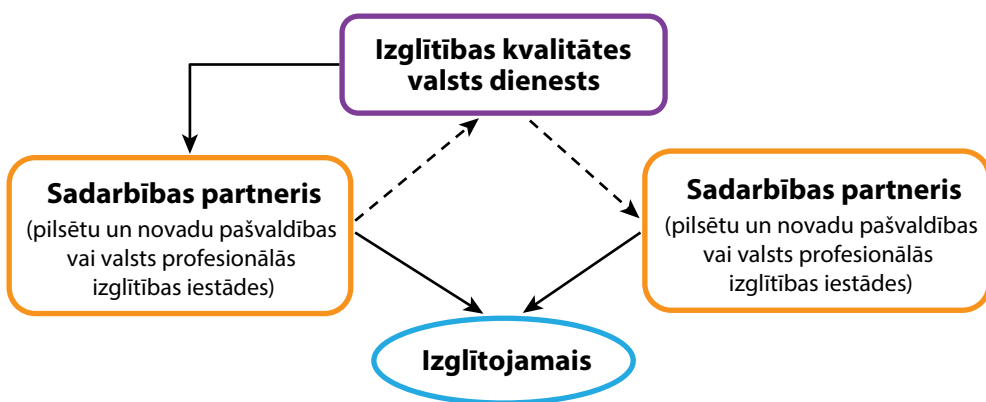 Izglītības kvalitātes
valsts dienests
Sadarbības partneris
(pilsētu un novadu pašvaldības
vai valsts profesionālās
izglītības iestādes)
Sadarbības partneris
(pilsētu un novadu pašvaldības
vai valsts profesionālās
izglītības iestādes)
Izglītojamais